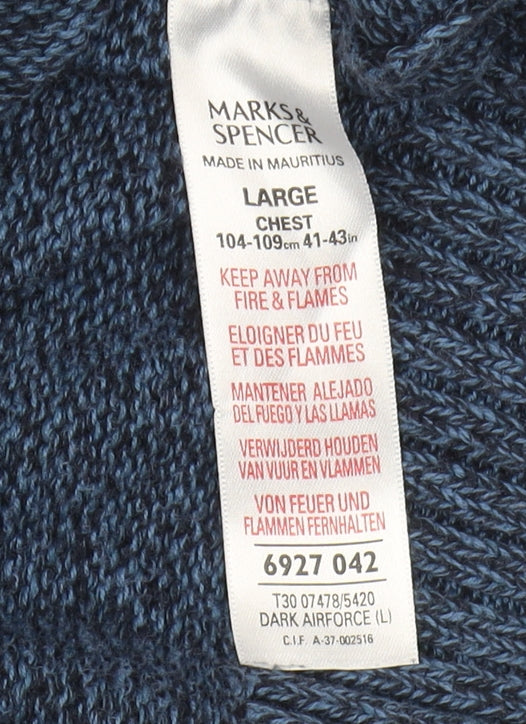 MARKS&
SPENCER
MADE IN MAURITIUS
LARGE
CHEST
104-109cm 41-43in
KEEP AWAY FROM
FIRE & FLAMES
ELOIGNER DU FEU
ET DES FLAMMES
MANTENER ALEJADO
DEL FUEGO Y LAS LLAMAS
VERWIJDERD HOUDEN
VAN VUUR EN VLAMMEN
VON FEUER UND
FLAMMEN FERNHALTEN
6927 042
T30 07478/5420
DARK AIRFORCE (L)
C.I.F. A-37-002516